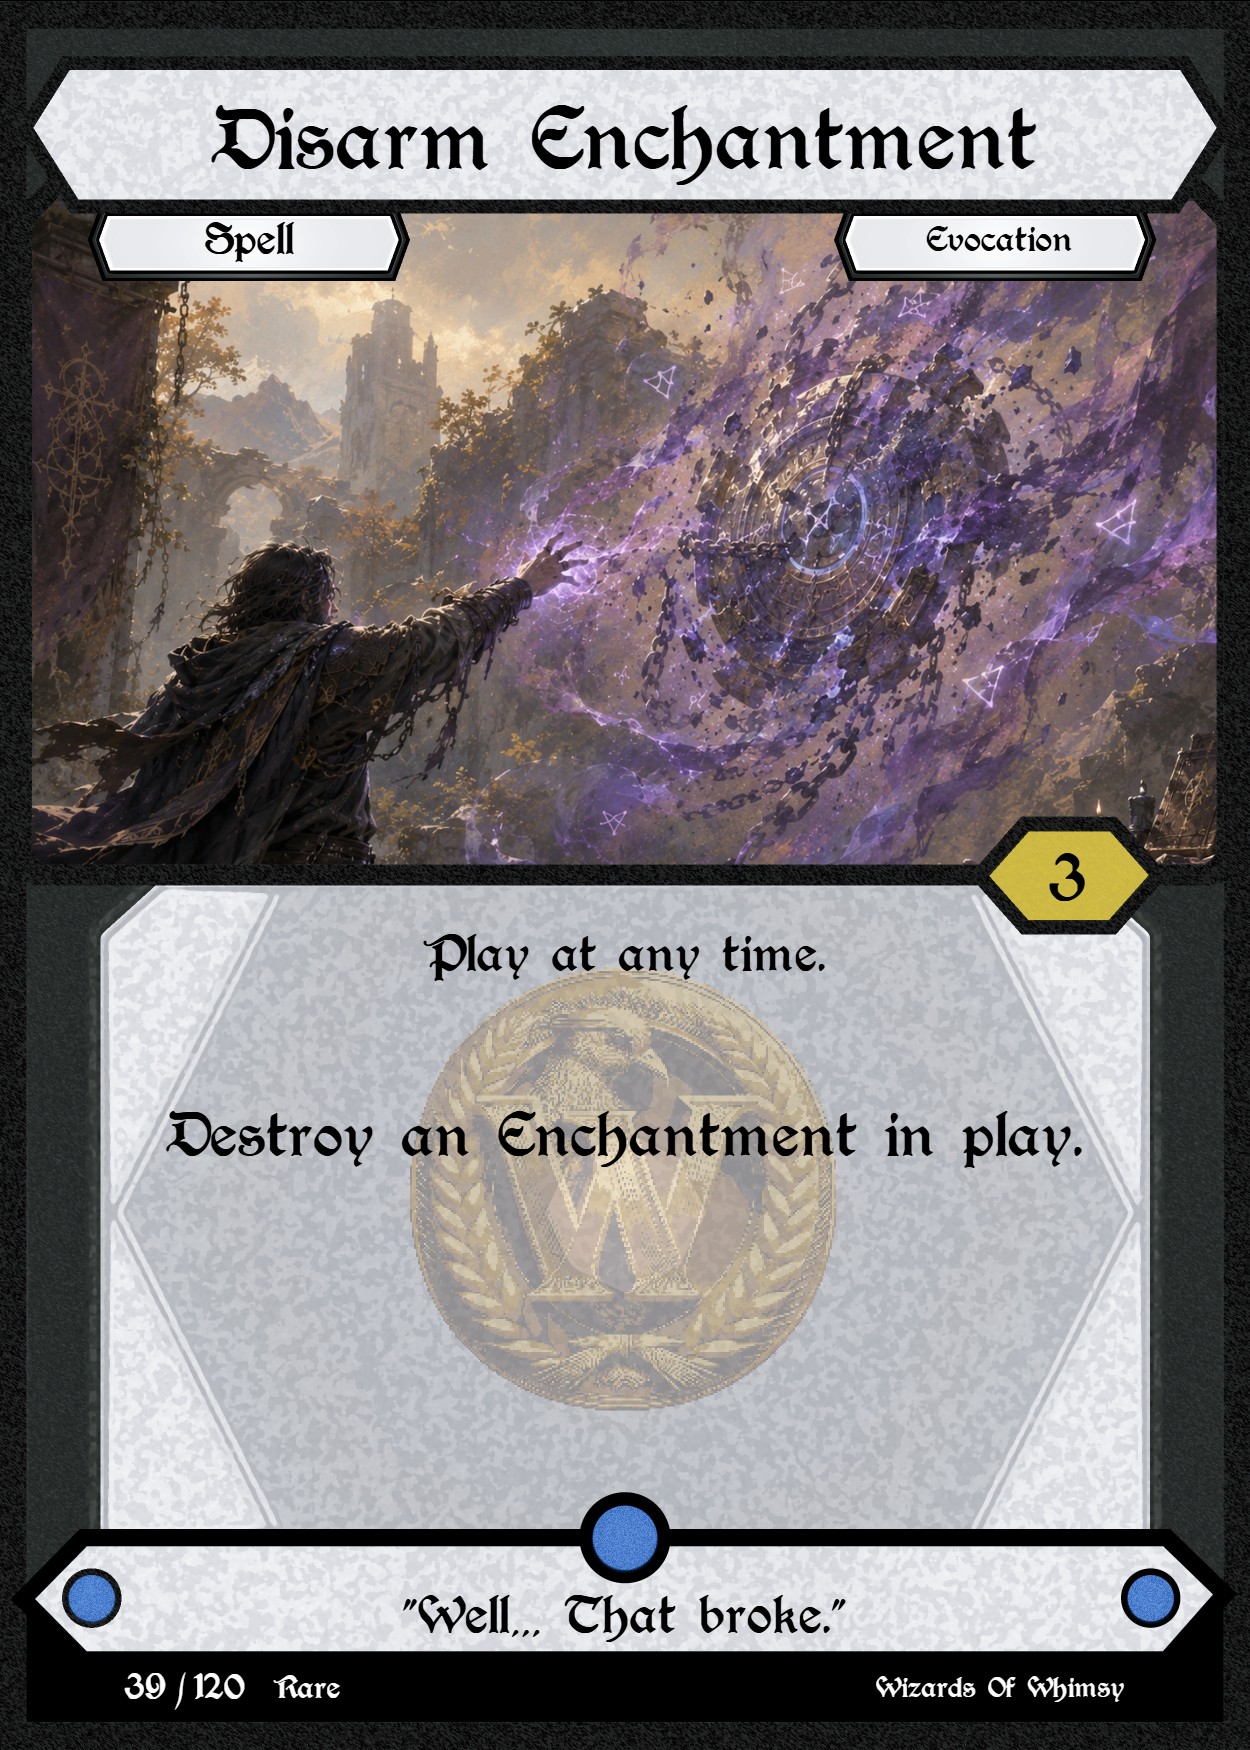 Disarm Enchantment
Spell
Evocation
3
Play at any time.
Destroy an Enchantment in play.
W
"Well... That broke."
39 / 120 Rare
Wizards Of Whimsy